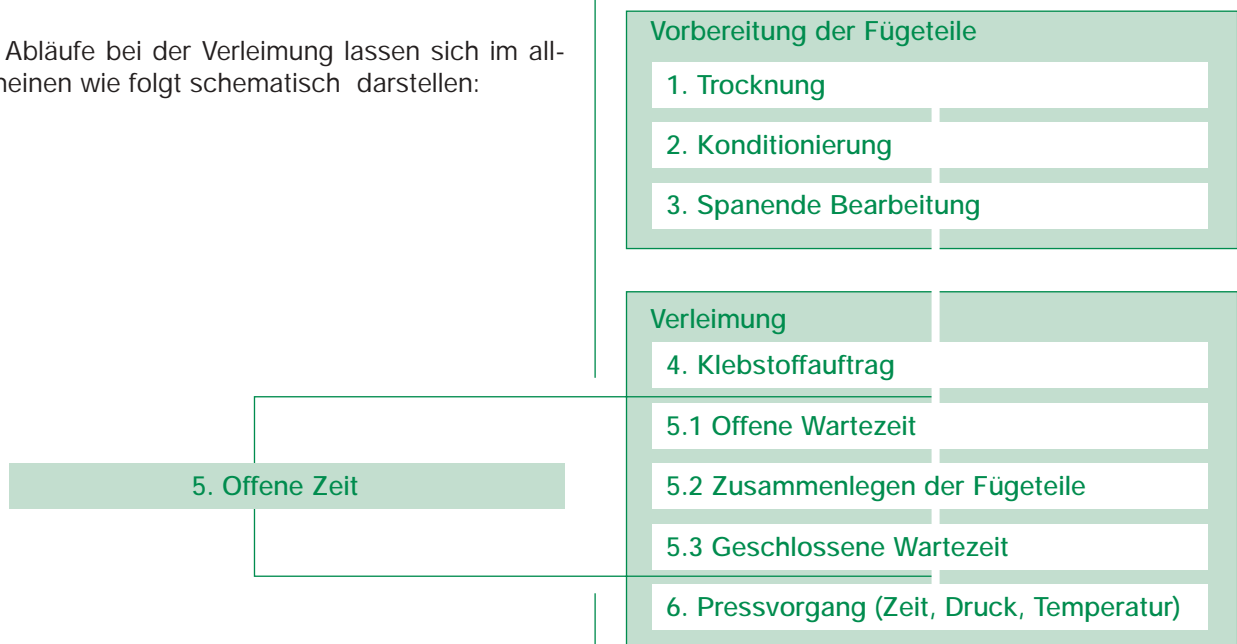 Abläufe bei der Verleimung lassen sich im all-
einen wie folgt schematisch darstellen:
Vorbereitung der Fügeteile
1. Trocknung
2. Konditionierung
3. Spanende Bearbeitung
Verleimung
4. Klebstoffauftrag
5.1 Offene Wartezeit
5. Offene Zeit
5.2 Zusammenlegen der Fügeteile
5.3 Geschlossene Wartezeit
6. Pressvorgang (Zeit, Druck, Temperatur)